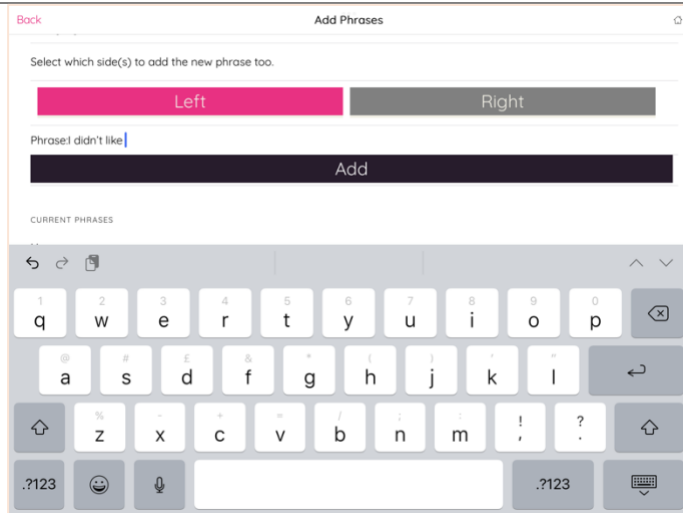 Back Add Phrases
Select which side(s) to add the new phrase too.
Left Right
Phrase:I didn't like
Add
CURRENT PHRASES
1 2 3 4 5 6 7 8 9 0
q w e r t y u i o p
@ # £ & * ( ) ' "
a s d f g h j k l
% - + = / ; : ! ?
z x c v b n m , .
.?123 .?123